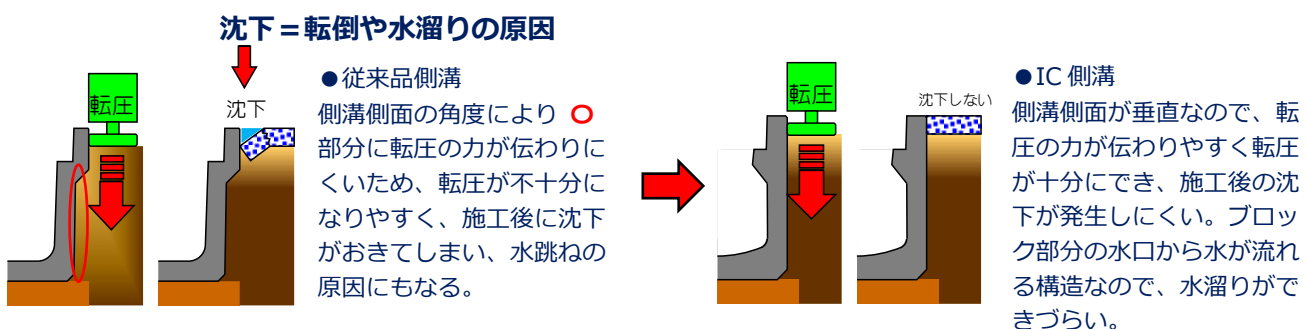 沈下＝転倒や水溜りの原因
転圧
沈下
●従来品側溝
側溝側面の角度により 〇
部分に転圧の力が伝わりに
くいため、転圧が不十分に
なりやすく、施工後に沈下
がおきてしまい、水跳ねの
原因にもなる。
転圧
沈下しない
●IC 側溝
側溝側面が垂直なので、転
圧の力が伝わりやすく転圧
が十分にでき、施工後の沈
下が発生しにくい。ブロッ
ク部分の水口から水が流れ
る構造なので、水溜りがで
きづらい。